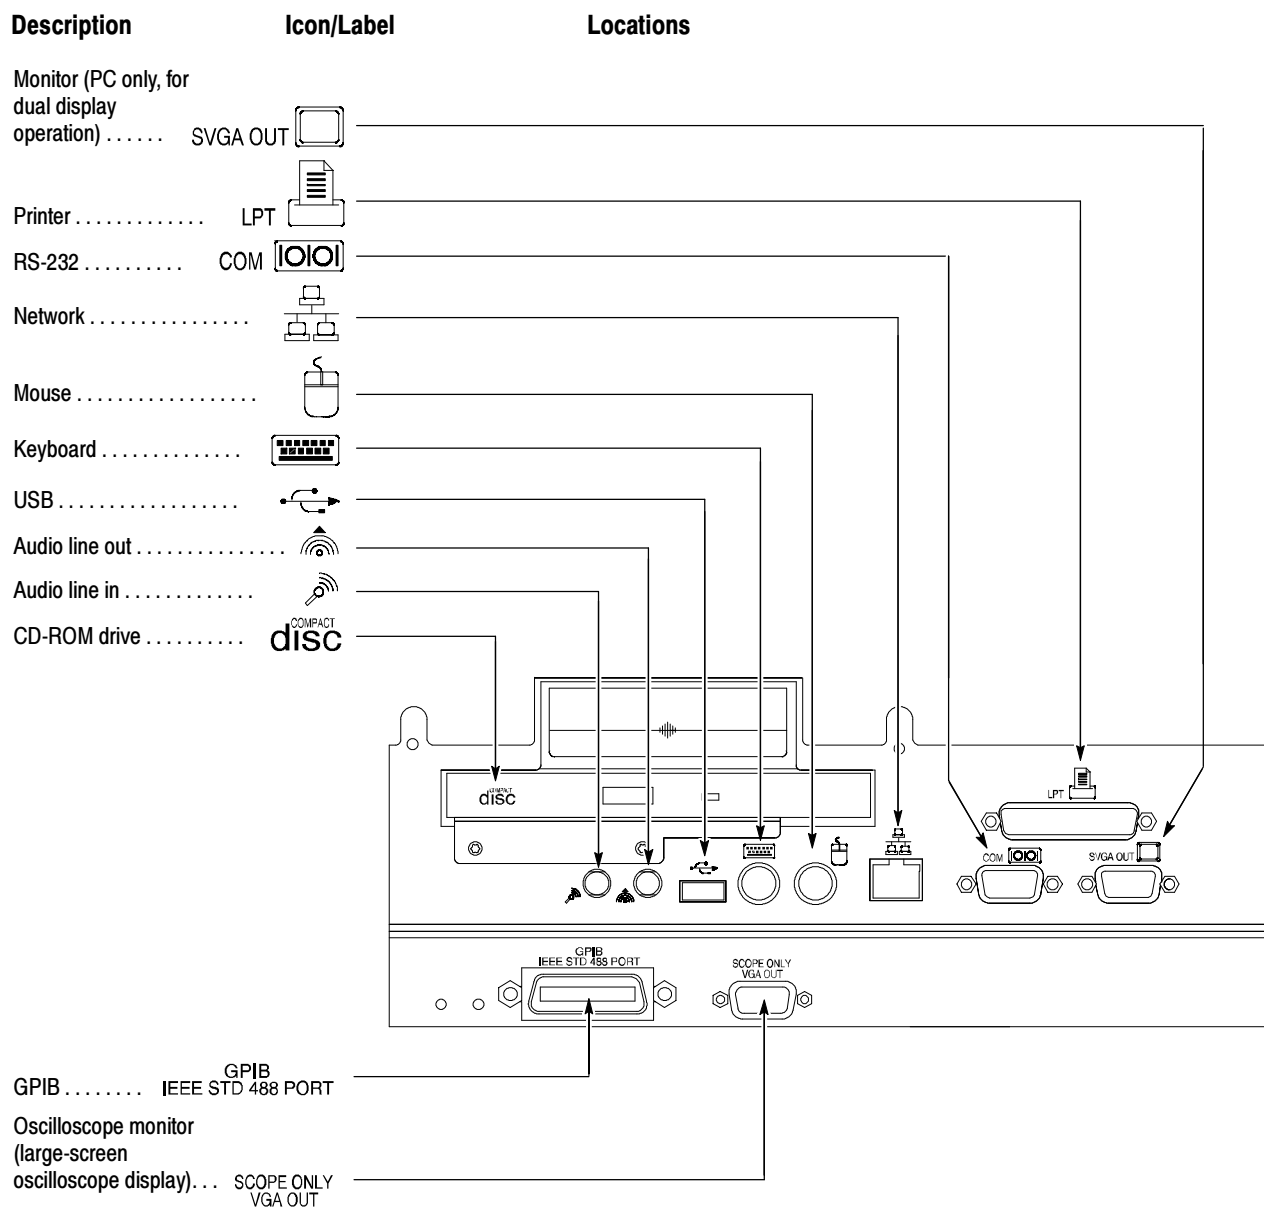 Description Icon/Label Locations
Monitor (PC only, for
dual display
operation) . . . . . . SVGA OUT
Printer . . . . . . . . . . . . . LPT
RS-232 . . . . . . . . . . COM IOIOI
Network . . . . . . . . . . . . . . . .
Mouse . . . . . . . . . . . . . . . . . .
Keyboard . . . . . . . . . . . . . .
USB . . . . . . . . . . . . . . . . . .
Audio line out . . . . . . . . . . . . . . .
Audio line in . . . . . . . . . . . . .
CD-ROM drive . . . . . . . . . . COMPACT
disc
LPT
COMPACT
disc
COM IOIOI
SVGA OUT
GPIB
IEEE STD 488 PORT
SCOPE ONLY
VGA OUT
GPIB
GPIB . . . . . . . . IEEE STD 488 PORT
Oscilloscope monitor
(large-screen
oscilloscope display). . . SCOPE ONLY
VGA OUT